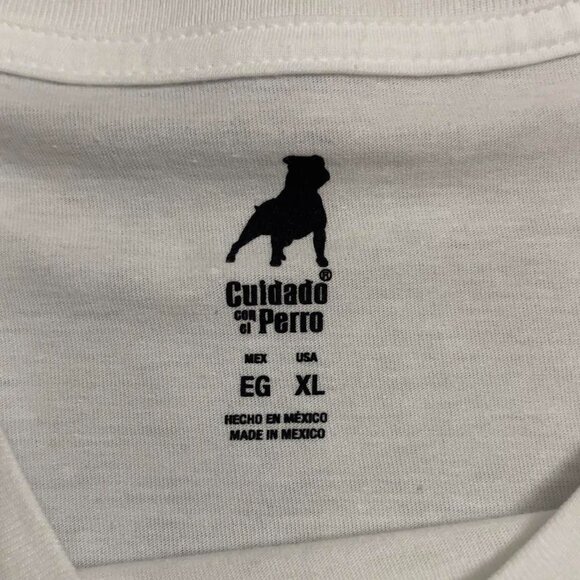 Cuidado®
con el Perro
MEX USA
EG XL
HECHO EN MÉXICO
MADE IN MEXICO